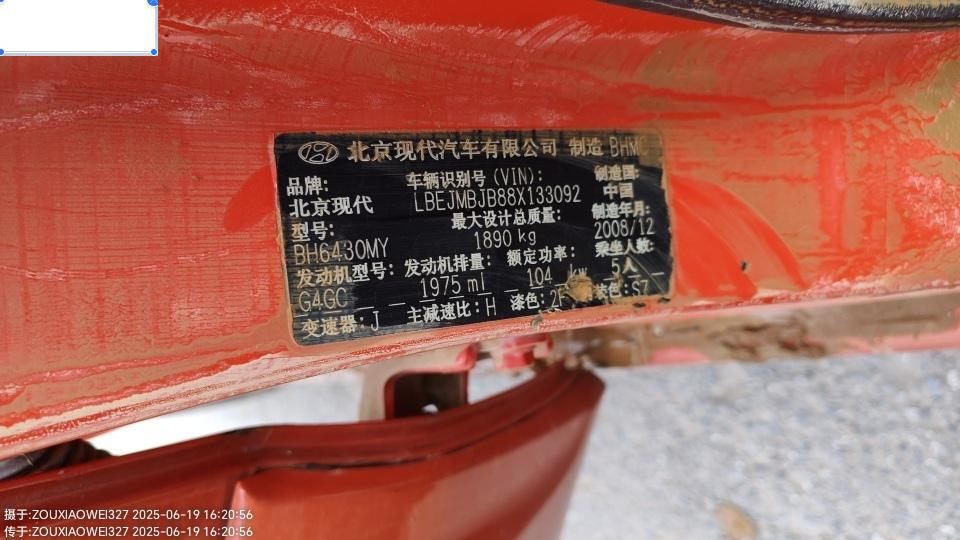 北京现代汽车有限公司 制造 BHMC
品牌: 车辆识别号(VIN): 制造国:
北京现代 LBEJMBJB88X133092 中国
型号: 最大设计总质量: 制造年月:
BH6430MY 1890 kg 2008/12
发动机型号: 发动机排量: 额定功率: 乘坐人数:
G4GC 1975 ml 104 kw 5人
变速器:J 主减速比:H 漆色:2F 装色:S7
摄于:ZOUXIAOWEI327 2025-06-19 16:20:56
传于:ZOUXIAOWEI327 2025-06-19 16:20:56